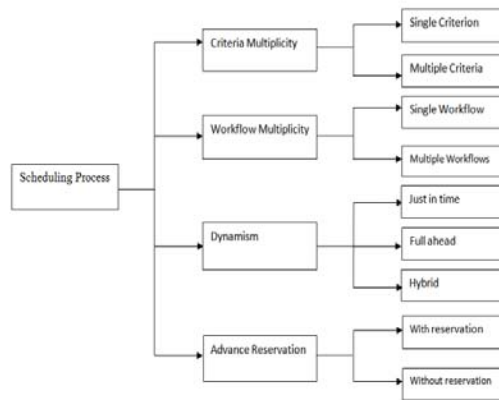 Scheduling Process
Criteria Multiplicity
Single Criterion
Multiple Criteria
Workflow Multiplicity
Single Workflow
Multiple Workflows
Dynamism
Just in time
Full ahead
Hybrid
Advance Reservation
With reservation
Without reservation